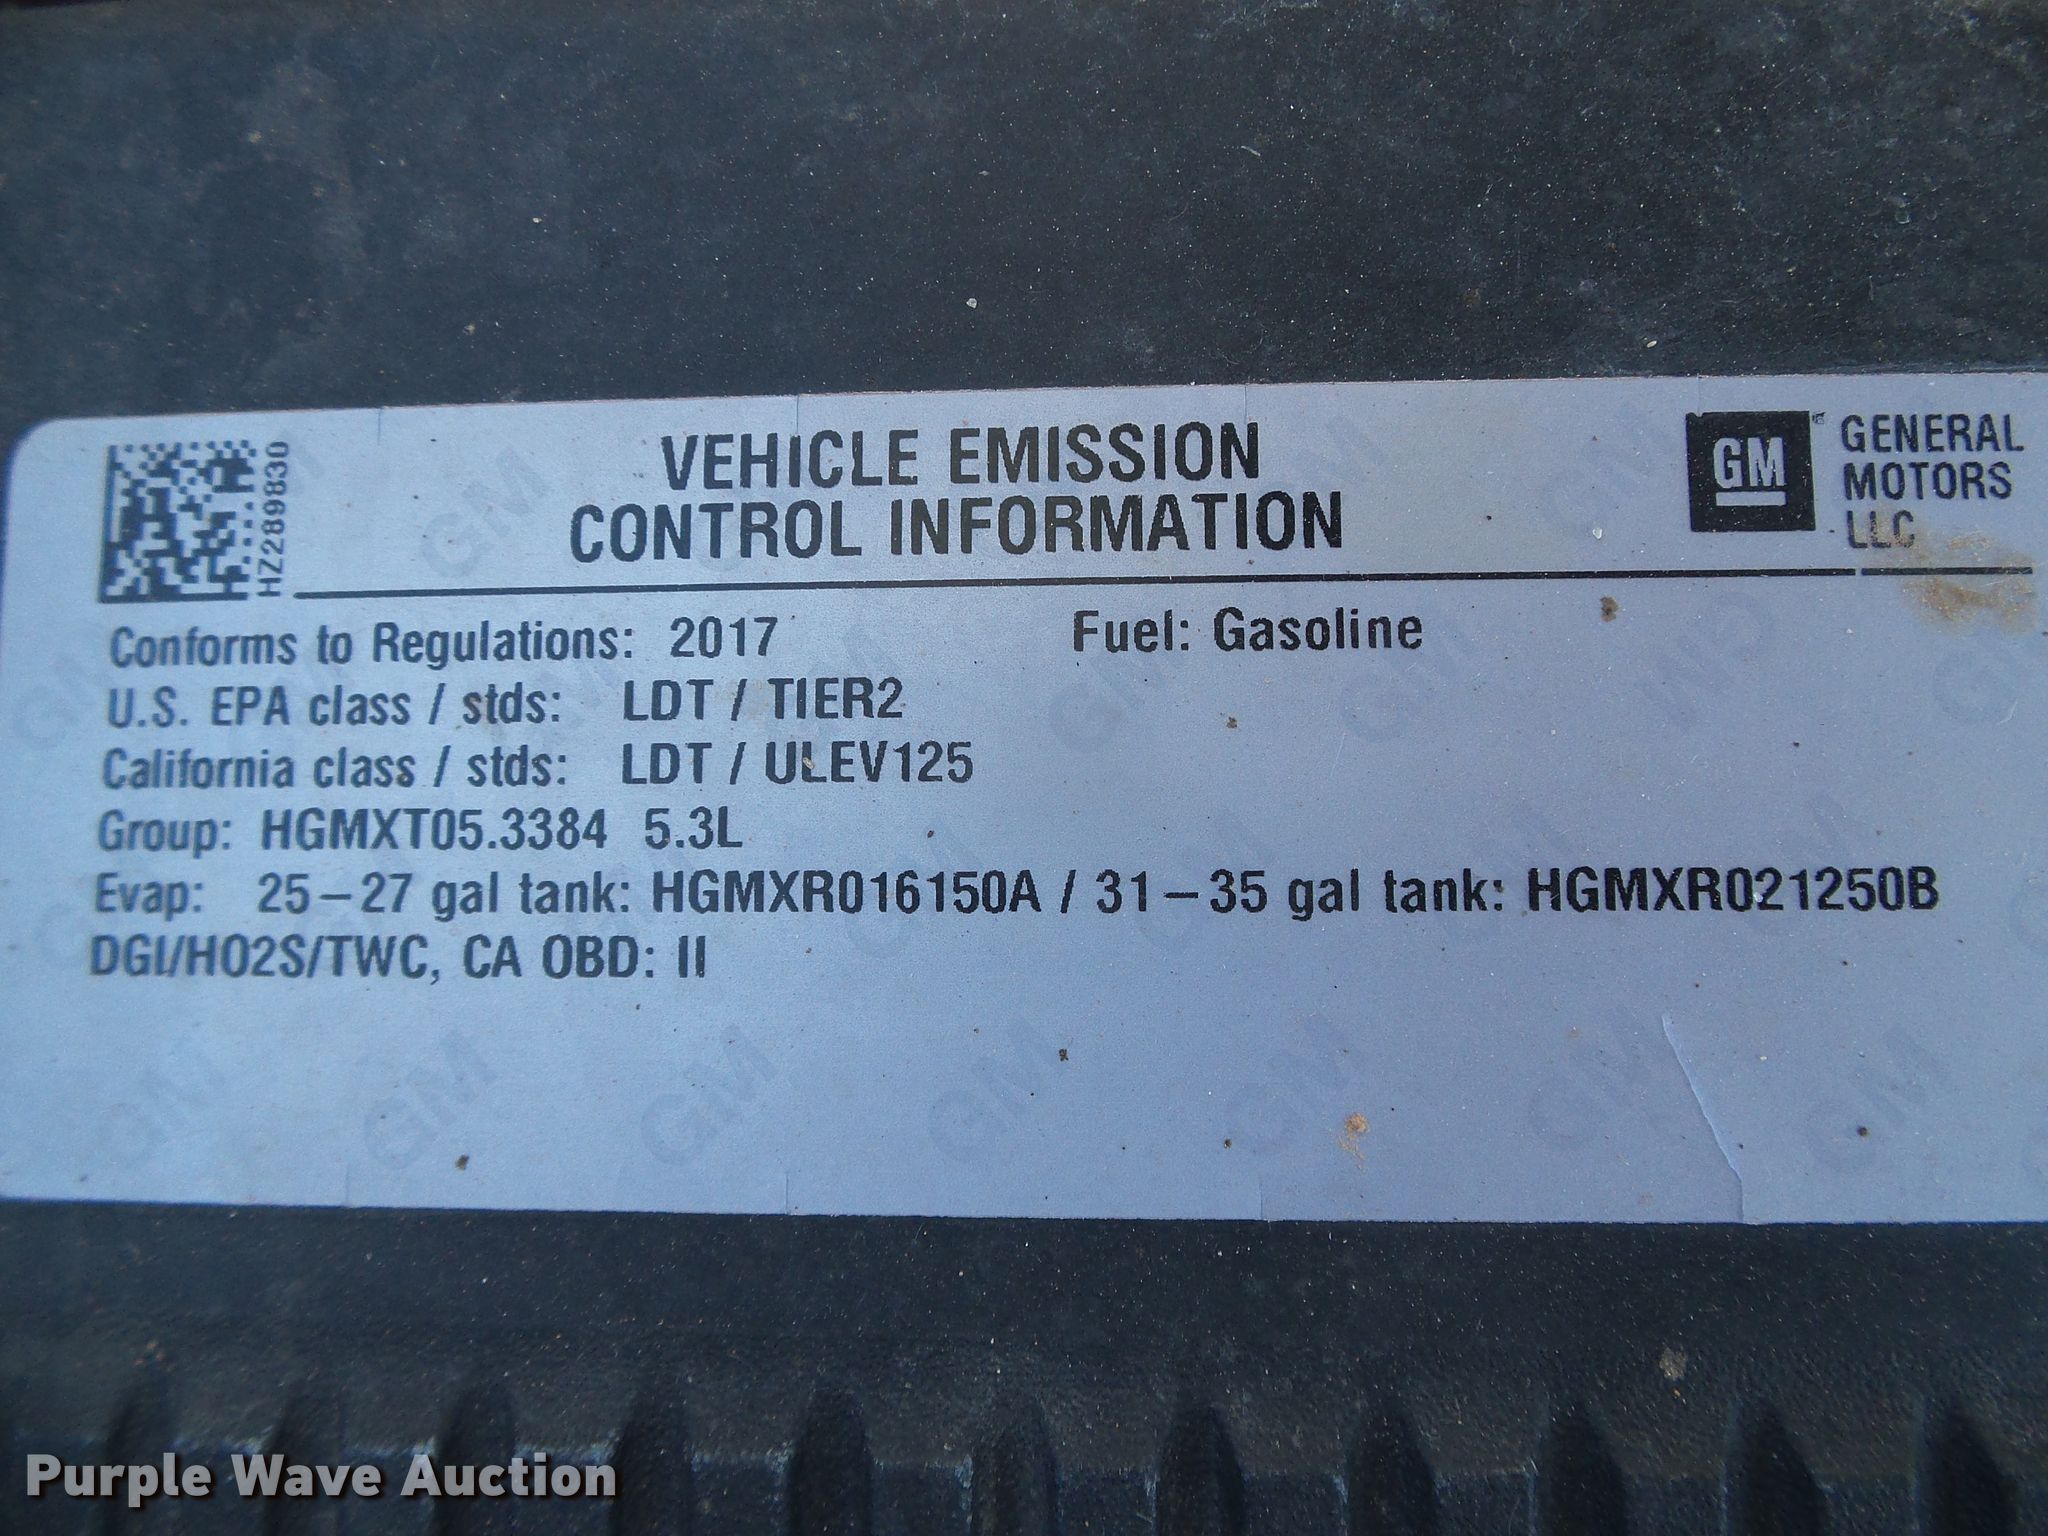 HZ289830
VEHICLE EMISSION
CONTROL INFORMATION
GM
GENERAL
MOTORS
LLC
Conforms to Regulations: 2017 Fuel: Gasoline
U.S. EPA class / stds: LDT / TIER2
California class / stds: LDT / ULEV125
Group: HGMXT05.3384 5.3L
Evap: 25-27 gal tank: HGMXR016150A / 31-35 gal tank: HGMXR021250B
DGI/HO2S/TWC, CA OBD: II
Purple Wave Auction